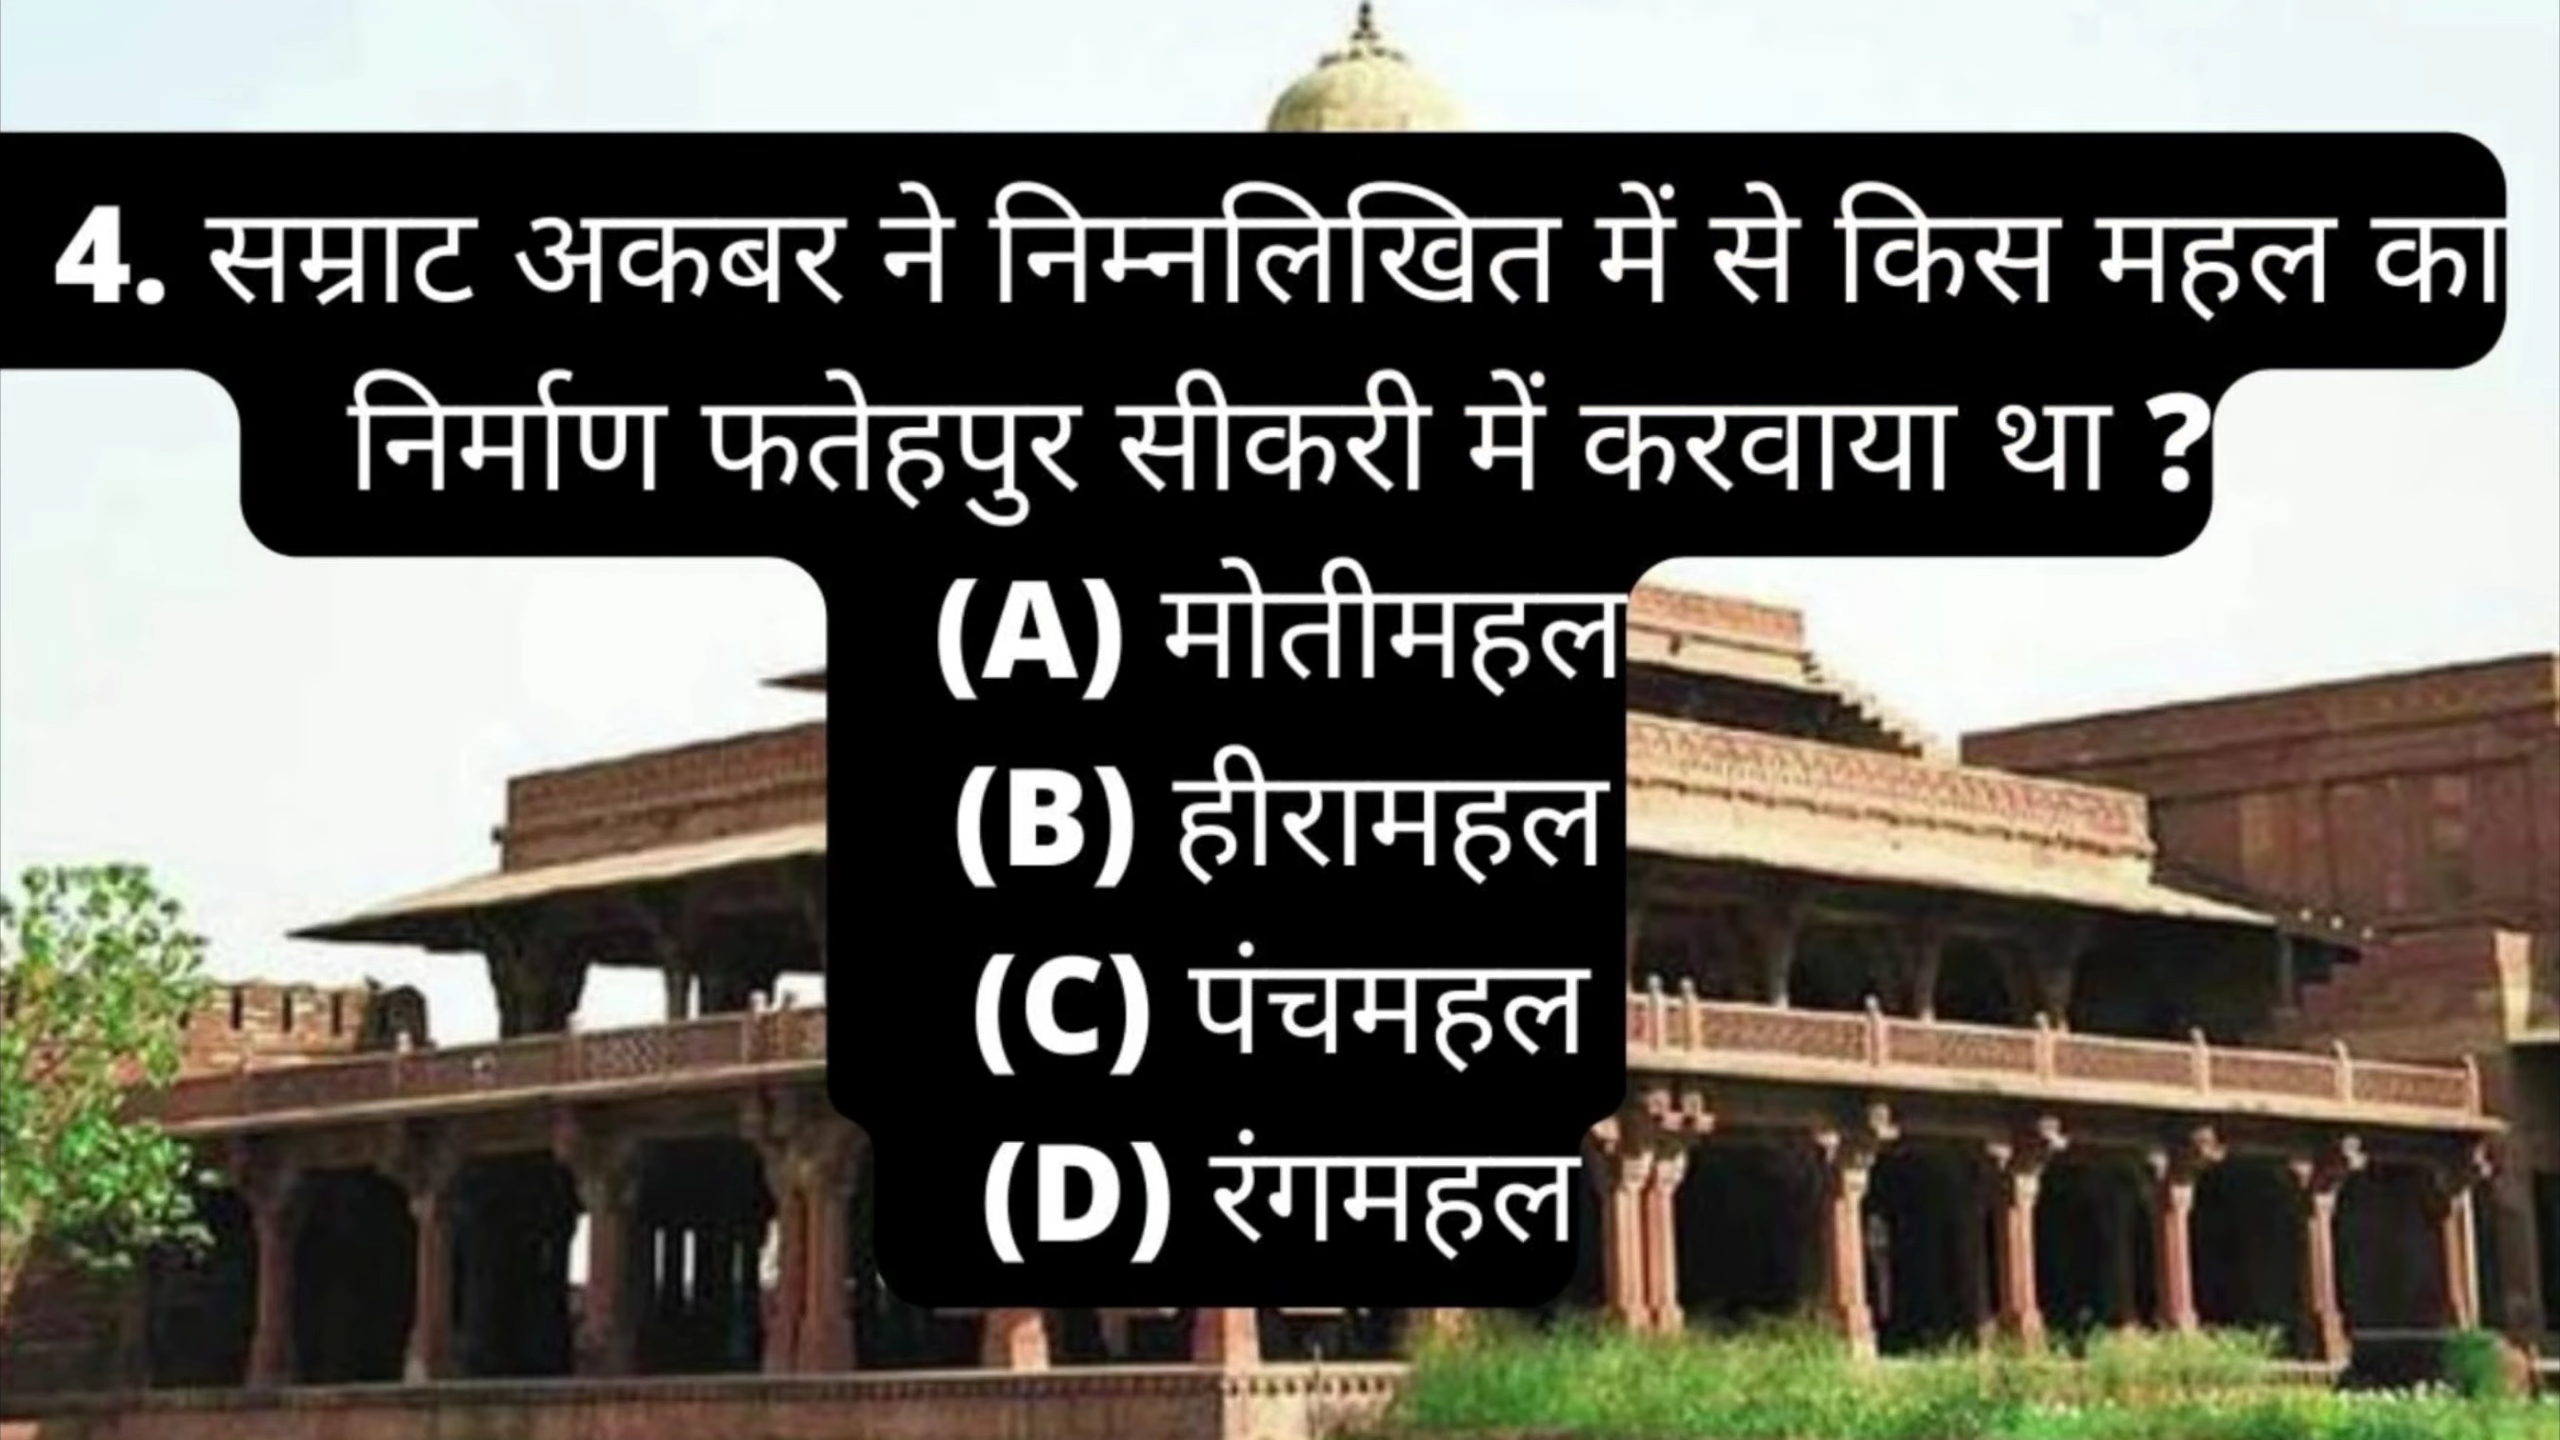 4. सम्राट अकबर ने निम्नलिखित में से किस महल का
निर्माण फतेहपुर सीकरी में करवाया था ?
(A) मोतीमहल
(B) हीरामहल
(C) पंचमहल
(D) रंगमहल